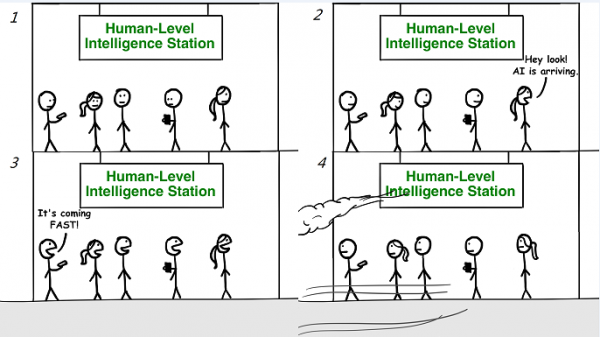 1
Human-Level
Intelligence Station
2
Human-Level
Intelligence Station
Hey look!
AI is arriving.
3
Human-Level
Intelligence Station
It's coming
FAST!
4
Human-Level
Intelligence Station